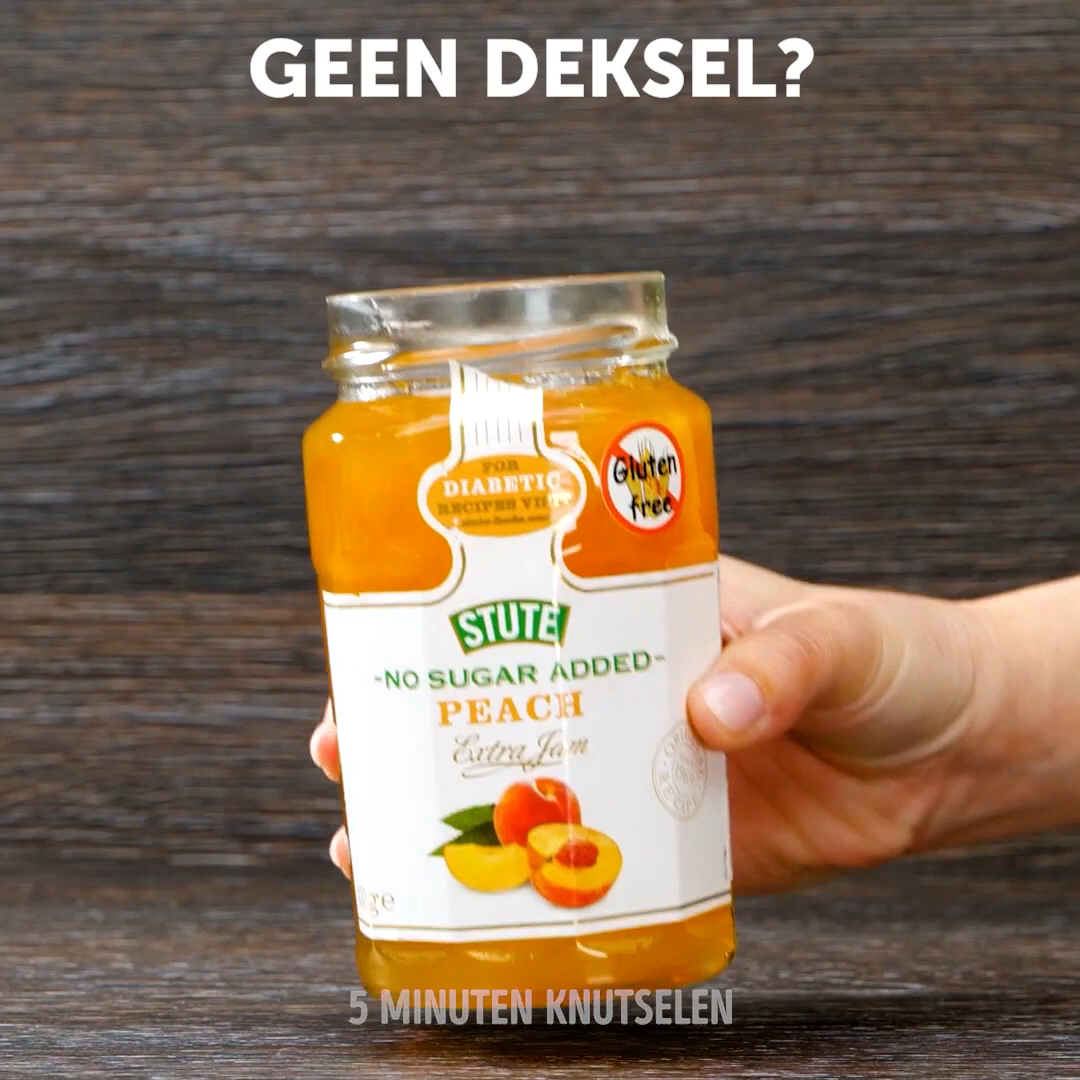 GEEN DEKSEL?
FOR
DIABETIC
RECIPES VISIT
Gluten
free
STUTE
-NO SUGAR ADDED-
PEACH
Extra Jam
5 MINUTEN KNUTSELEN